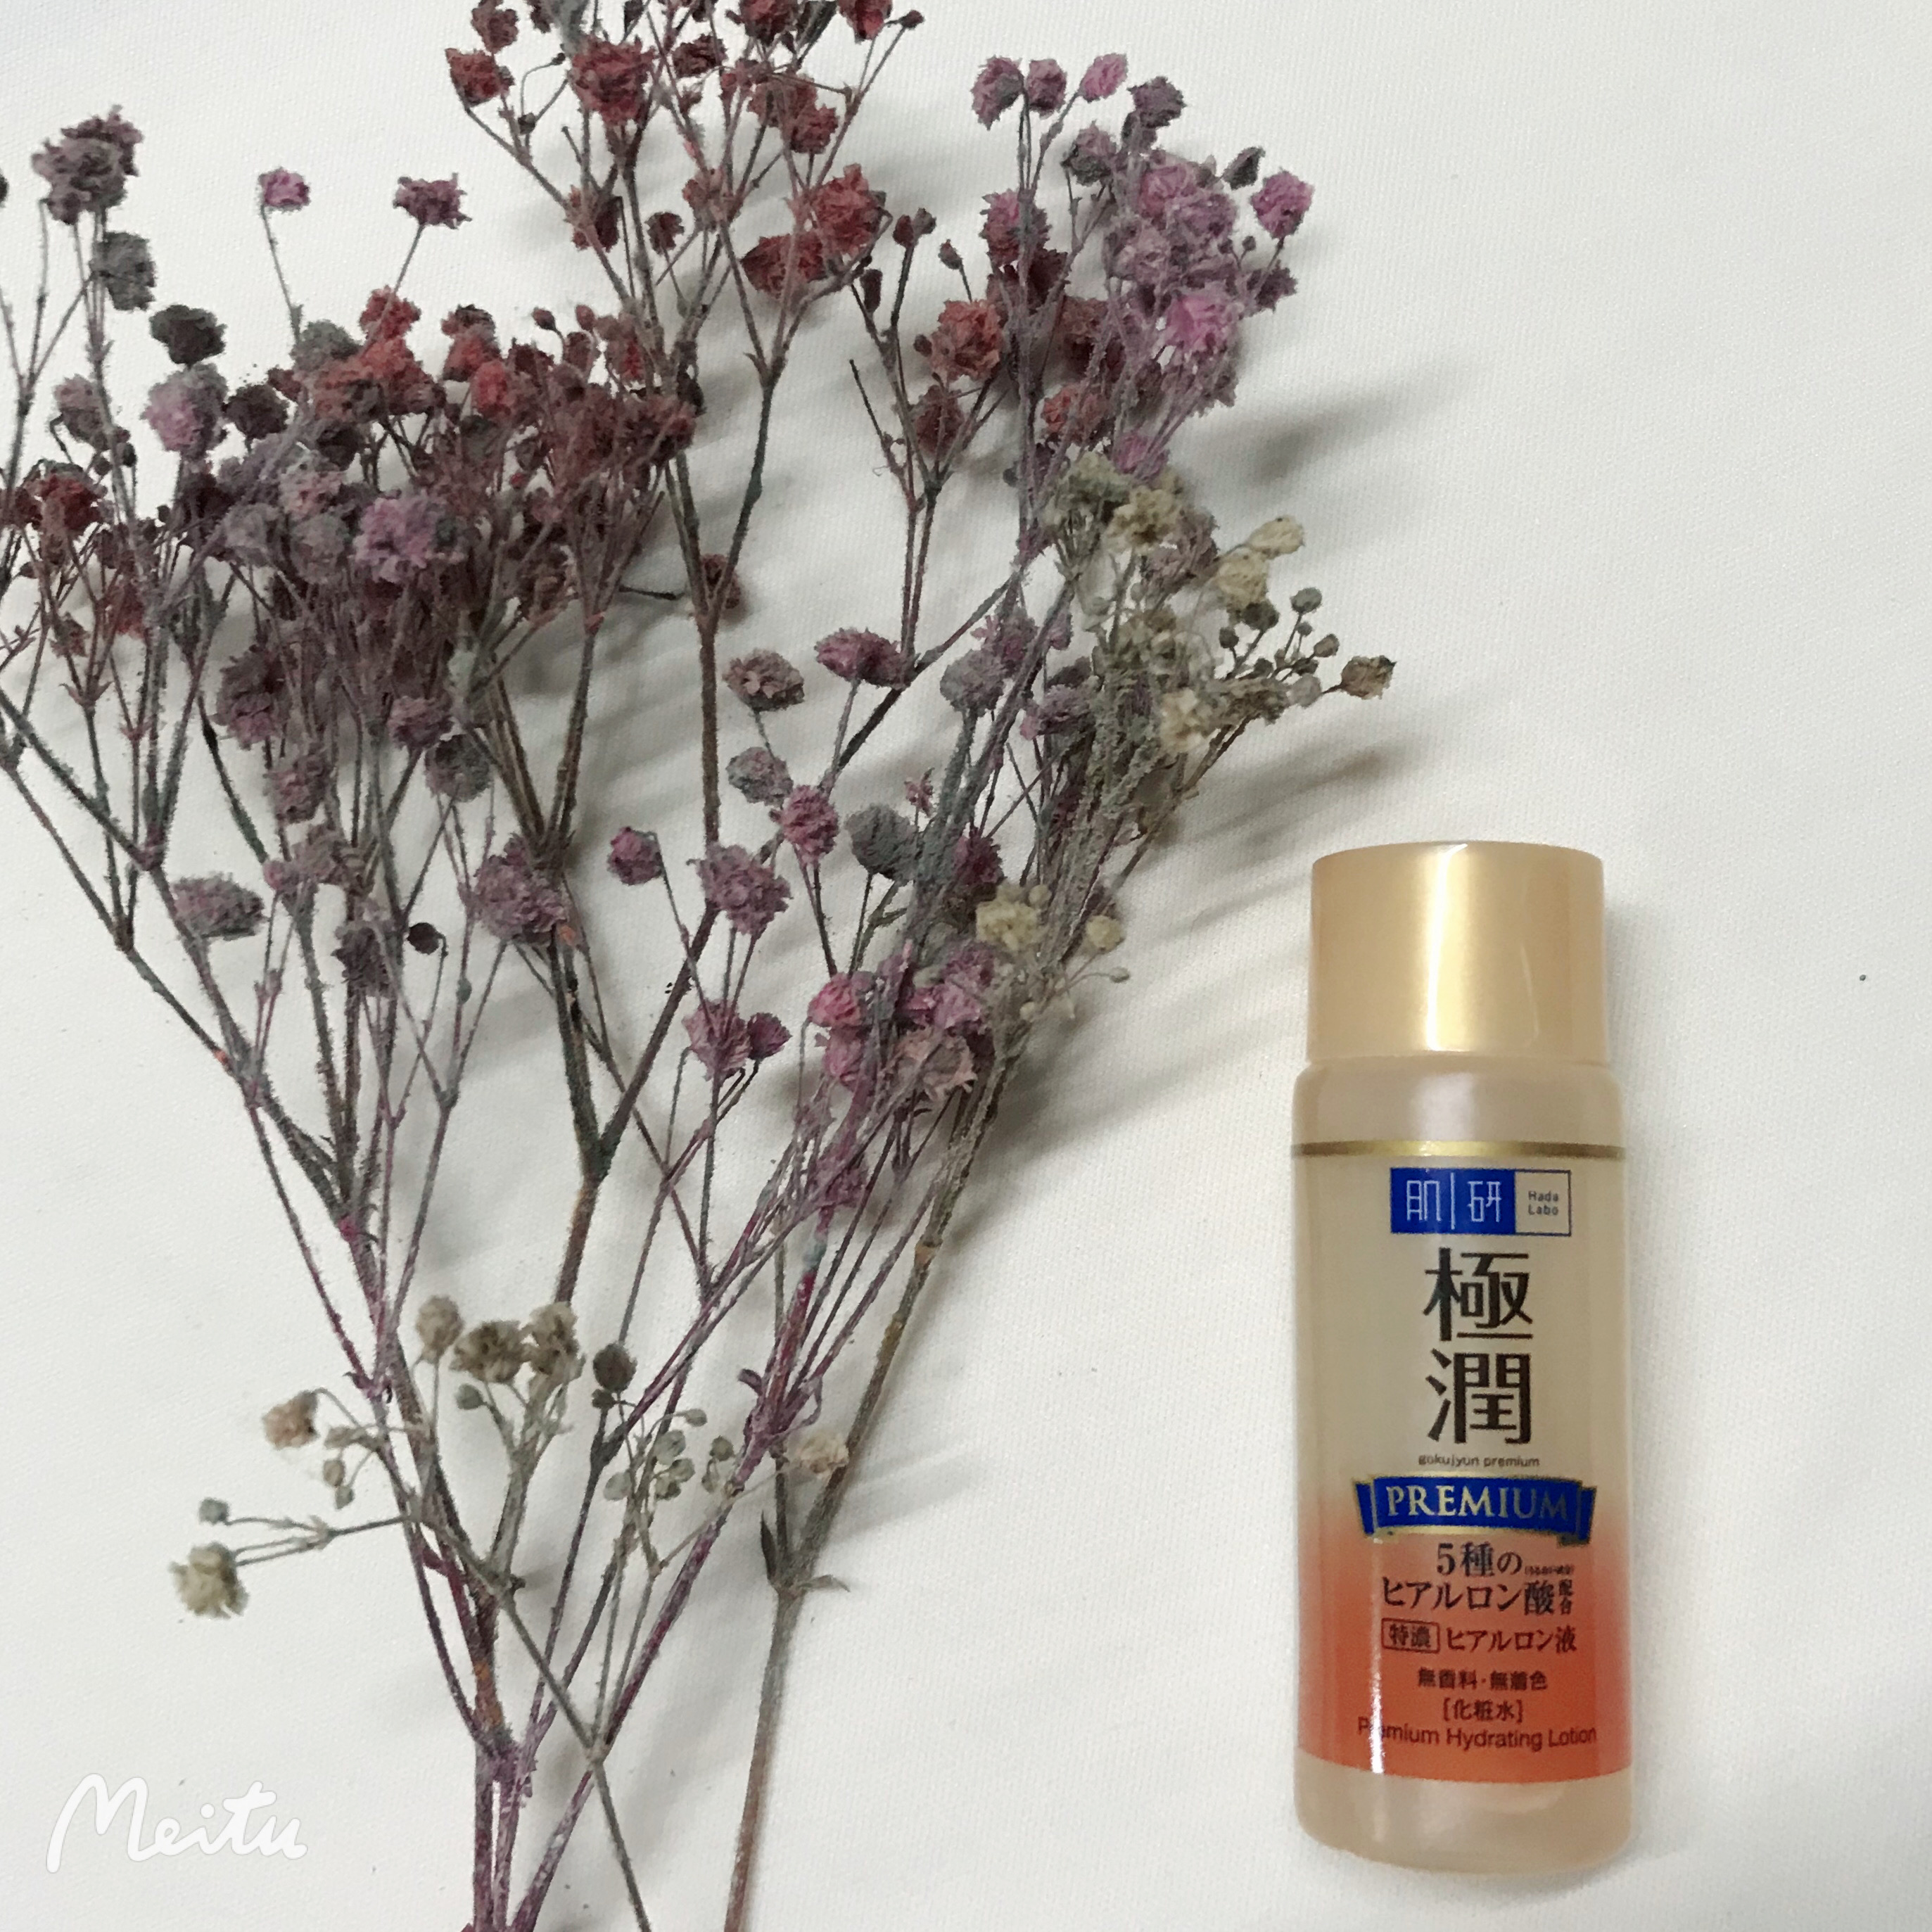 肌研
Hada
Labo
極
潤
gokujyun premium
PREMIUM
5種の
ヒアルロン酸配合
特濃 ヒアルロン液
無香料・無着色
[化粧水]
Premium Hydrating Lotion
Meitu